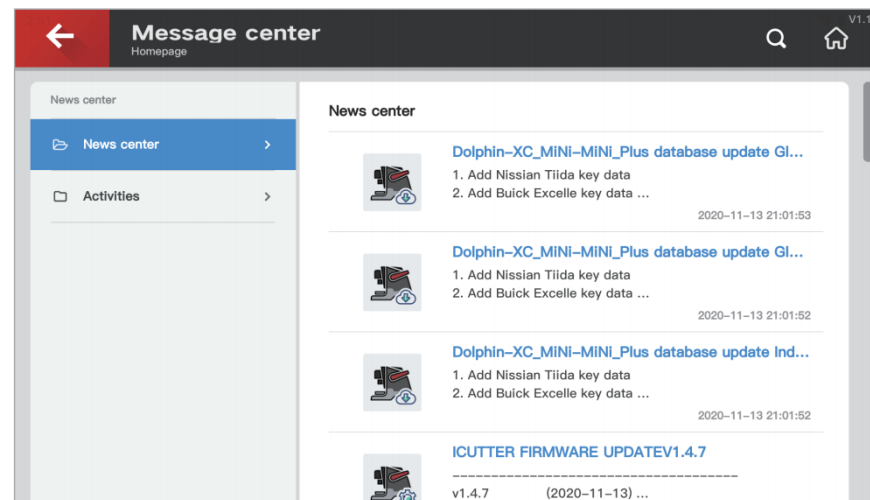 Message center
V1.1
Homepage
News center
News center
Activities
News center
Dolphin-XC_MiNi-MiNi_Plus database update Gl...
1. Add Nissian Tiida key data
2. Add Buick Excelle key data ...
2020-11-13 21:01:53
Dolphin-XC_MiNi-MiNi_Plus database update Gl...
1. Add Nissian Tiida key data
2. Add Buick Excelle key data ...
2020-11-13 21:01:52
Dolphin-XC_MiNi-MiNi_Plus database update Ind...
1. Add Nissian Tiida key data
2. Add Buick Excelle key data ...
2020-11-13 21:01:52
ICUTTER FIRMWARE UPDATEV1.4.7
-------------------------------------
v1.4.7 (2020-11-13) ...